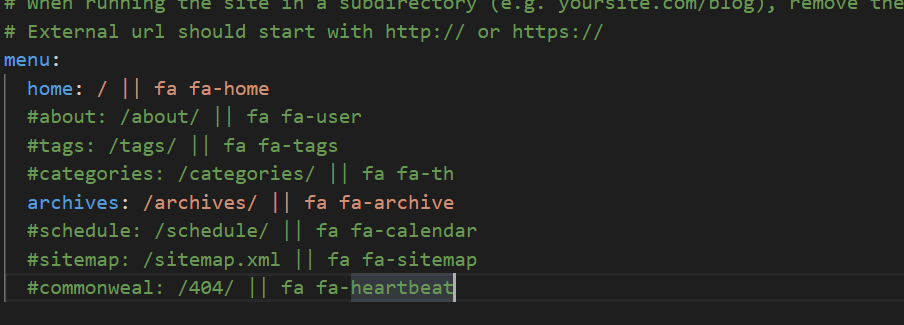 # When running the site in a subdirectory (e.g. yoursite.com/blog), remove the
# External url should start with http:// or https://
menu:
  home: / || fa fa-home
  #about: /about/ || fa fa-user
  #tags: /tags/ || fa fa-tags
  #categories: /categories/ || fa fa-th
  archives: /archives/ || fa fa-archive
  #schedule: /schedule/ || fa fa-calendar
  #sitemap: /sitemap.xml || fa fa-sitemap
  #commonweal: /404/ || fa fa-heartbeat